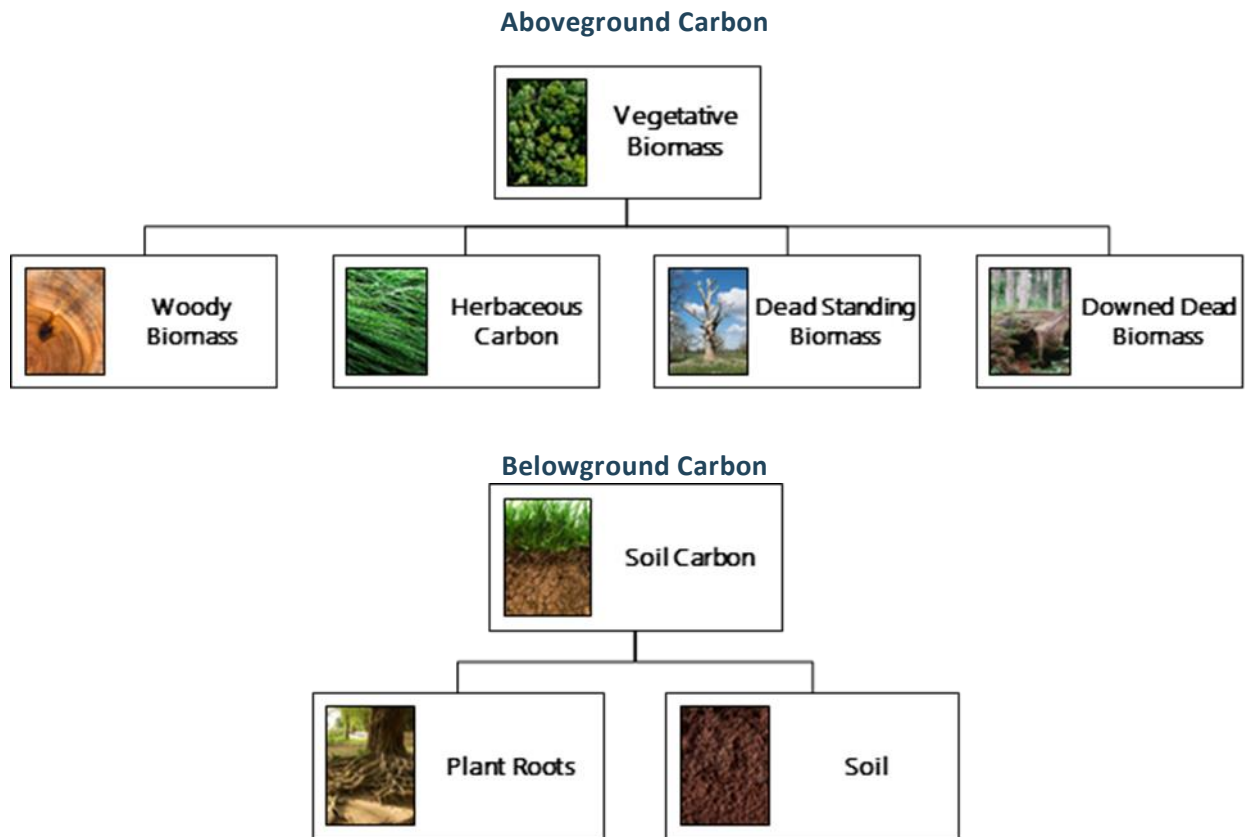 Aboveground Carbon
Vegetative
Biomass
Woody
Biomass
Herbaceous
Carbon
Dead Standing
Biomass
Downed Dead
Biomass
Belowground Carbon
Soil Carbon
Plant Roots
Soil